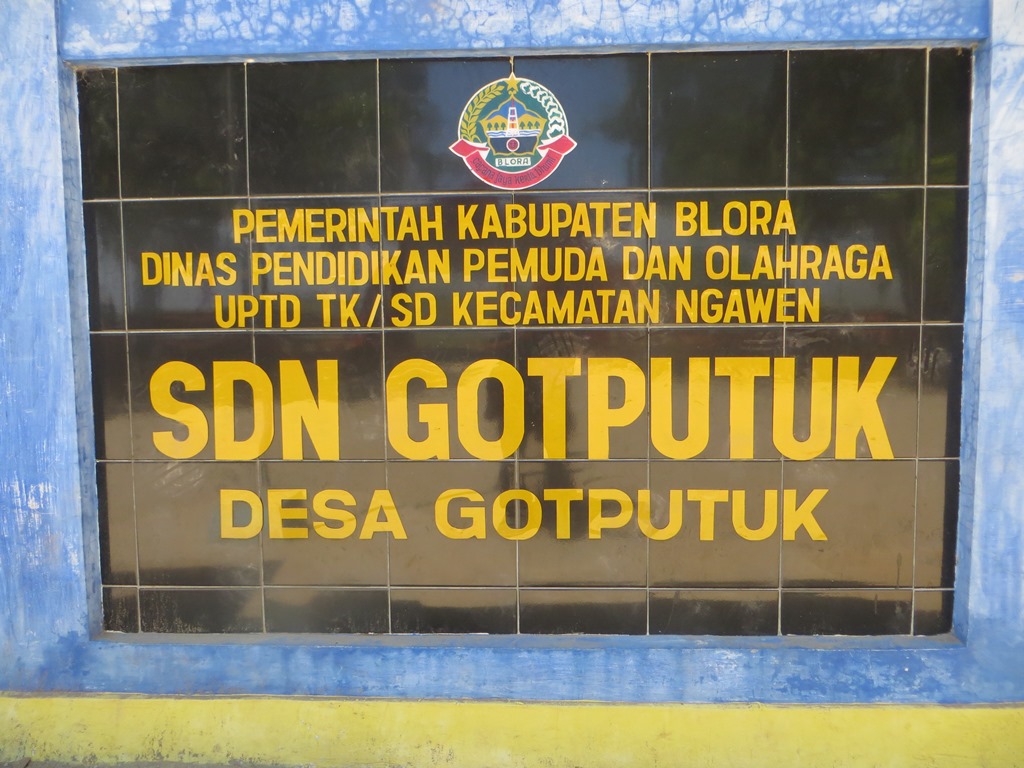 BLORA
PEMERINTAH KABUPATEN BLORA
DINAS PENDIDIKAN PEMUDA DAN OLAHRAGA
UPTD TK/SD KECAMATAN NGAWEN
SDN GOTPUTUK
DESA GOTPUTUK